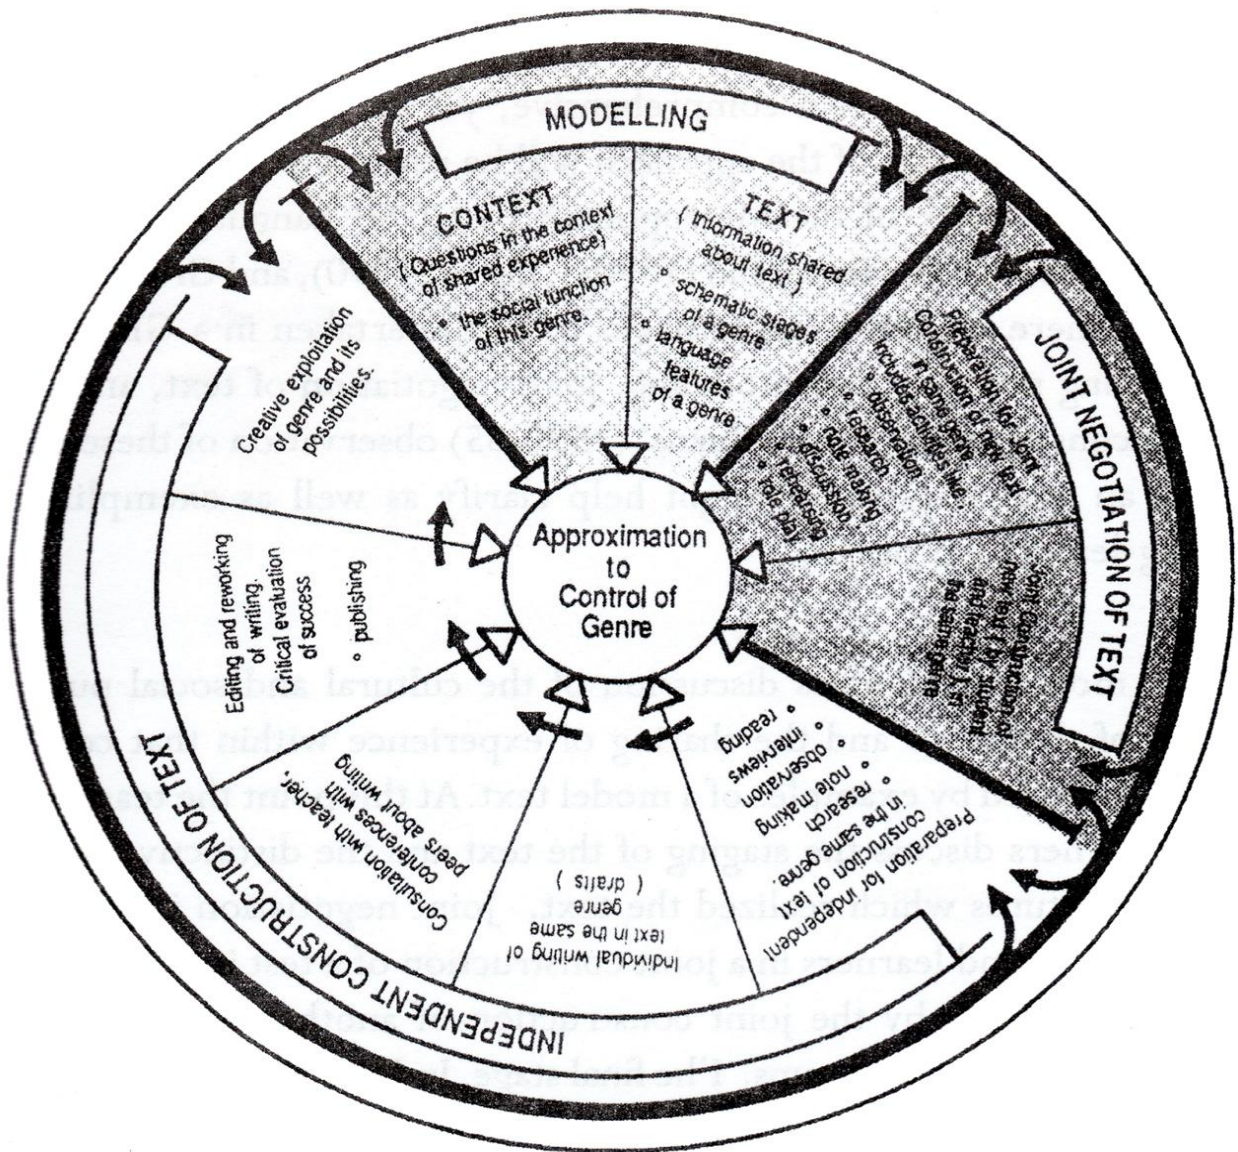 MODELLING
CONTEXT
( Questions in the context
of shared experience)
• the social function
of this genre.
TEXT
( Information shared
about text )
• schematic stages
of a genre
• language
features
of a genre
JOINT NEGOTIATION OF TEXT
Preparation for joint
Construction of new text
in same genre
includes activities like
• observation
• research
• note making
• discussion
• rehearsing
• role play
Joint Construction of
new text ( by student
and teacher ) in
the same genre
INDEPENDENT CONSTRUCTION OF TEXT
Preparation for independent
construction of text
in the same genre.
• research
• note making
• observation
• interviews
• reading
Individual writing of
text in the same
genre
( drafts )
Consultation with teacher,
conferences with
peers about writing
Editing and reworking
of writing.
Critical evaluation
of success
• publishing
Creative exploitation
of genre and its
possibilities.
Approximation
to
Control of
Genre